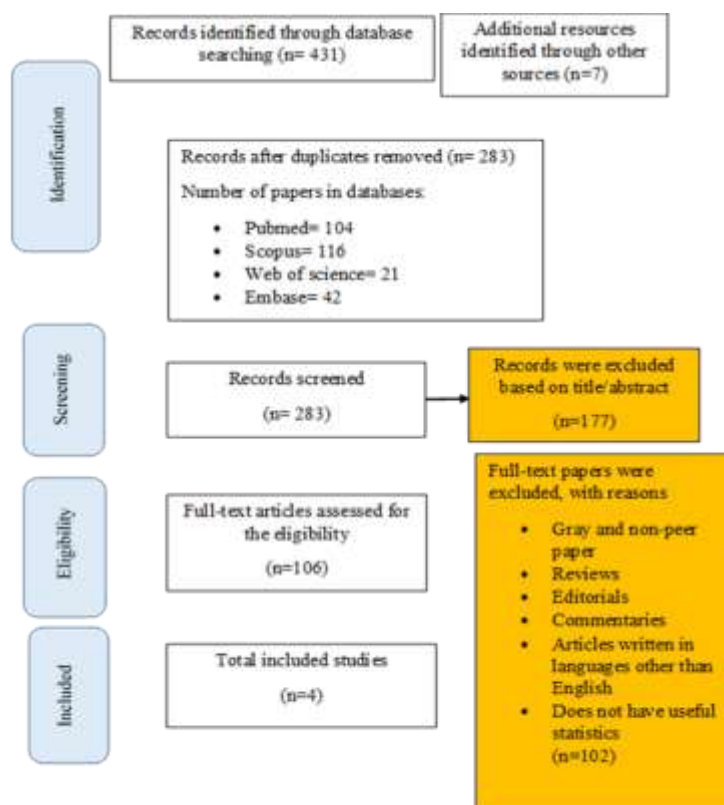 Records identified through database
searching (n= 431)
Additional resources
identified through other
sources (n=7)
Identification
Records after duplicates removed (n= 283)
Number of papers in databases:
• Pubmed= 104
• Scopus= 116
• Web of science= 21
• Embase= 42
Screening
Records screened
(n= 283)
Records were excluded
based on title/abstract
(n=177)
Eligibility
Full-text articles assessed for
the eligibility
(n=106)
Full-text papers were
excluded, with reasons
• Gray and non-peer
paper
• Reviews
• Editorials
• Commentaries
• Articles written in
languages other than
English
• Does not have useful
statistics
(n=102)
Included
Total included studies
(n=4)